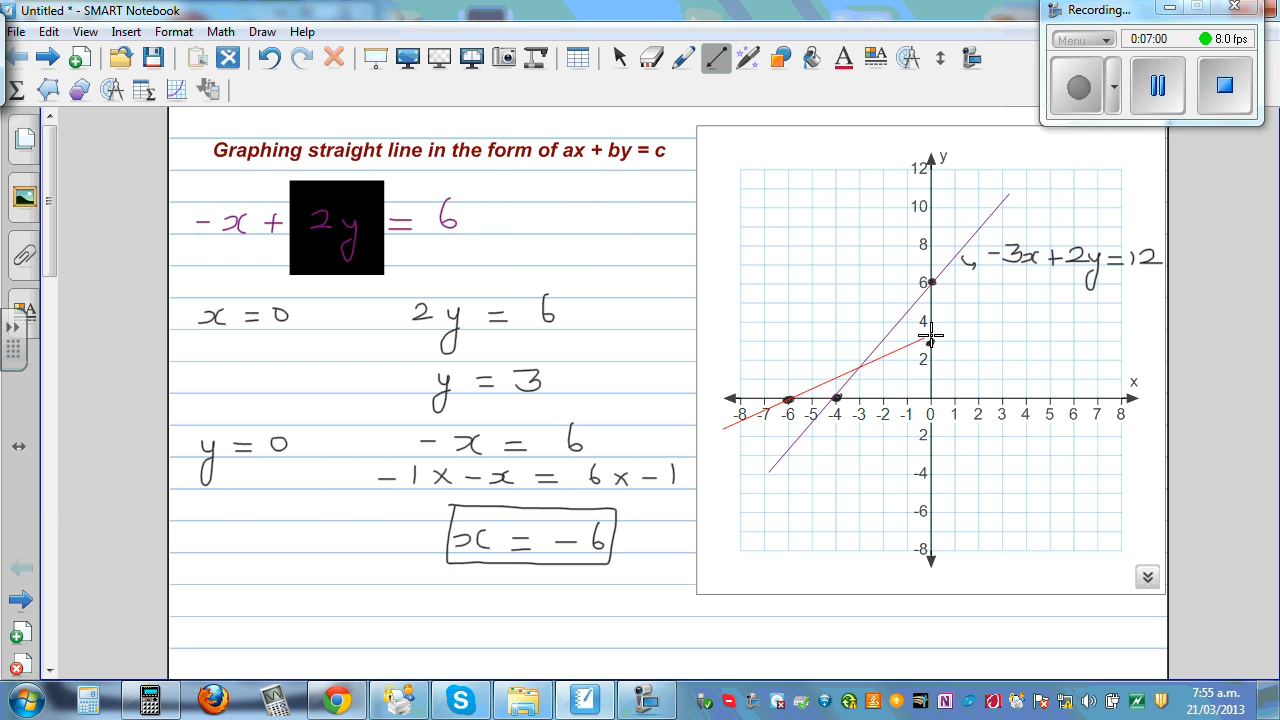 Untitled * - SMART Notebook
File Edit View Insert Format Math Draw Help
Recording...
Menu 0:07:00 8.0 fps
Graphing straight line in the form of ax + by = c
-x + 2y = 6
x = 0 2y = 6
y = 3
y = 0 -x = 6
-1 x -x = 6 x -1
x = -6
y
12
10
8
-3x + 2y = 12
6
4
2
x
-8 -7 -6 -5 -4 -3 -2 -1 0 1 2 3 4 5 6 7 8
2
-4
-6
-8
7:55 a.m.
21/03/2013